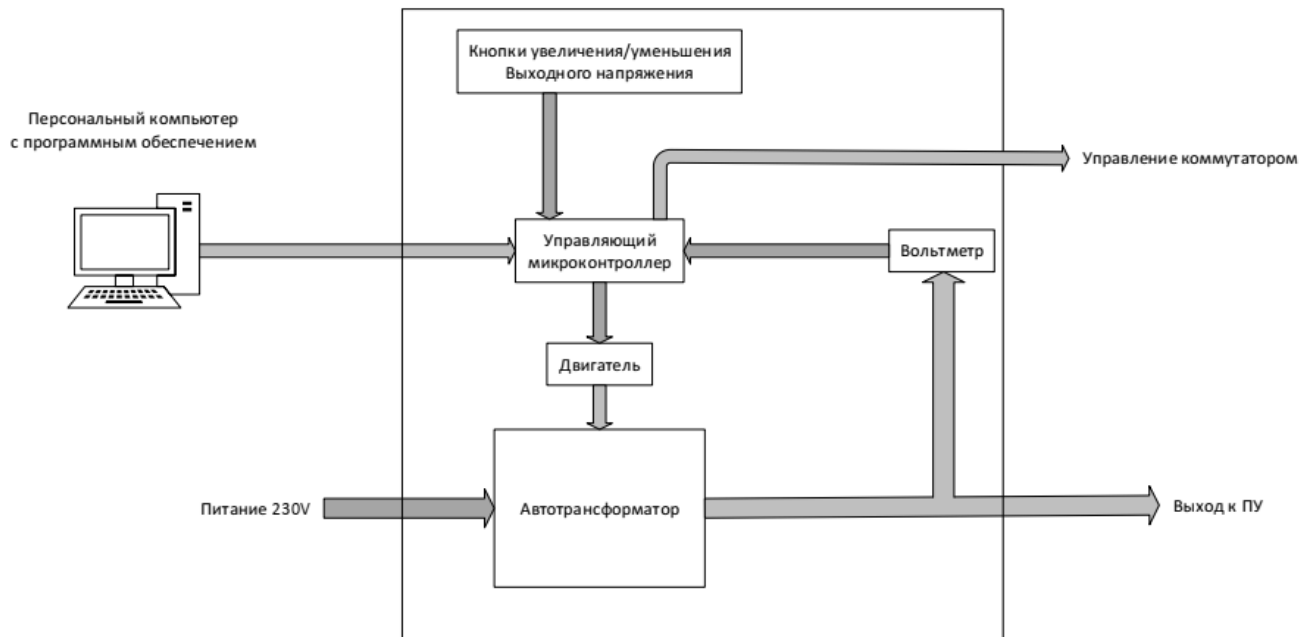 Кнопки увеличения/уменьшения
Выходного напряжения
Персональный компьютер
с программным обеспечением
Управление коммутатором
Управляющий
микроконтроллер
Вольтметр
Двигатель
Питание 230V
Автотрансформатор
Выход к ПУ